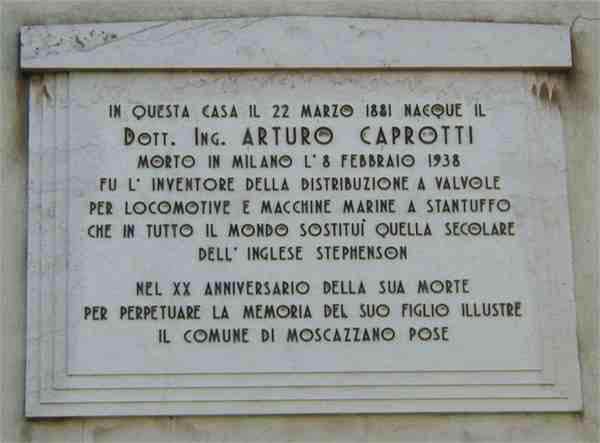 IN QUESTA CASA IL 22 MARZO 1881 NACQUE IL
DOTT. ING. ARTURO CAPROTTI
MORTO IN MILANO L'8 FEBBRAIO 1938
FU L'INVENTORE DELLA DISTRIBUZIONE A VALVOLE
PER LOCOMOTIVE E MACCHINE MARINE A STANTUFFO
CHE IN TUTTO IL MONDO SOSTITUÌ QUELLA SECOLARE
DELL'INGLESE STEPHENSON
NEL XX ANNIVERSARIO DELLA SUA MORTE
PER PERPETUARE LA MEMORIA DEL SUO FIGLIO ILLUSTRE
IL COMUNE DI MOSCAZZANO POSE